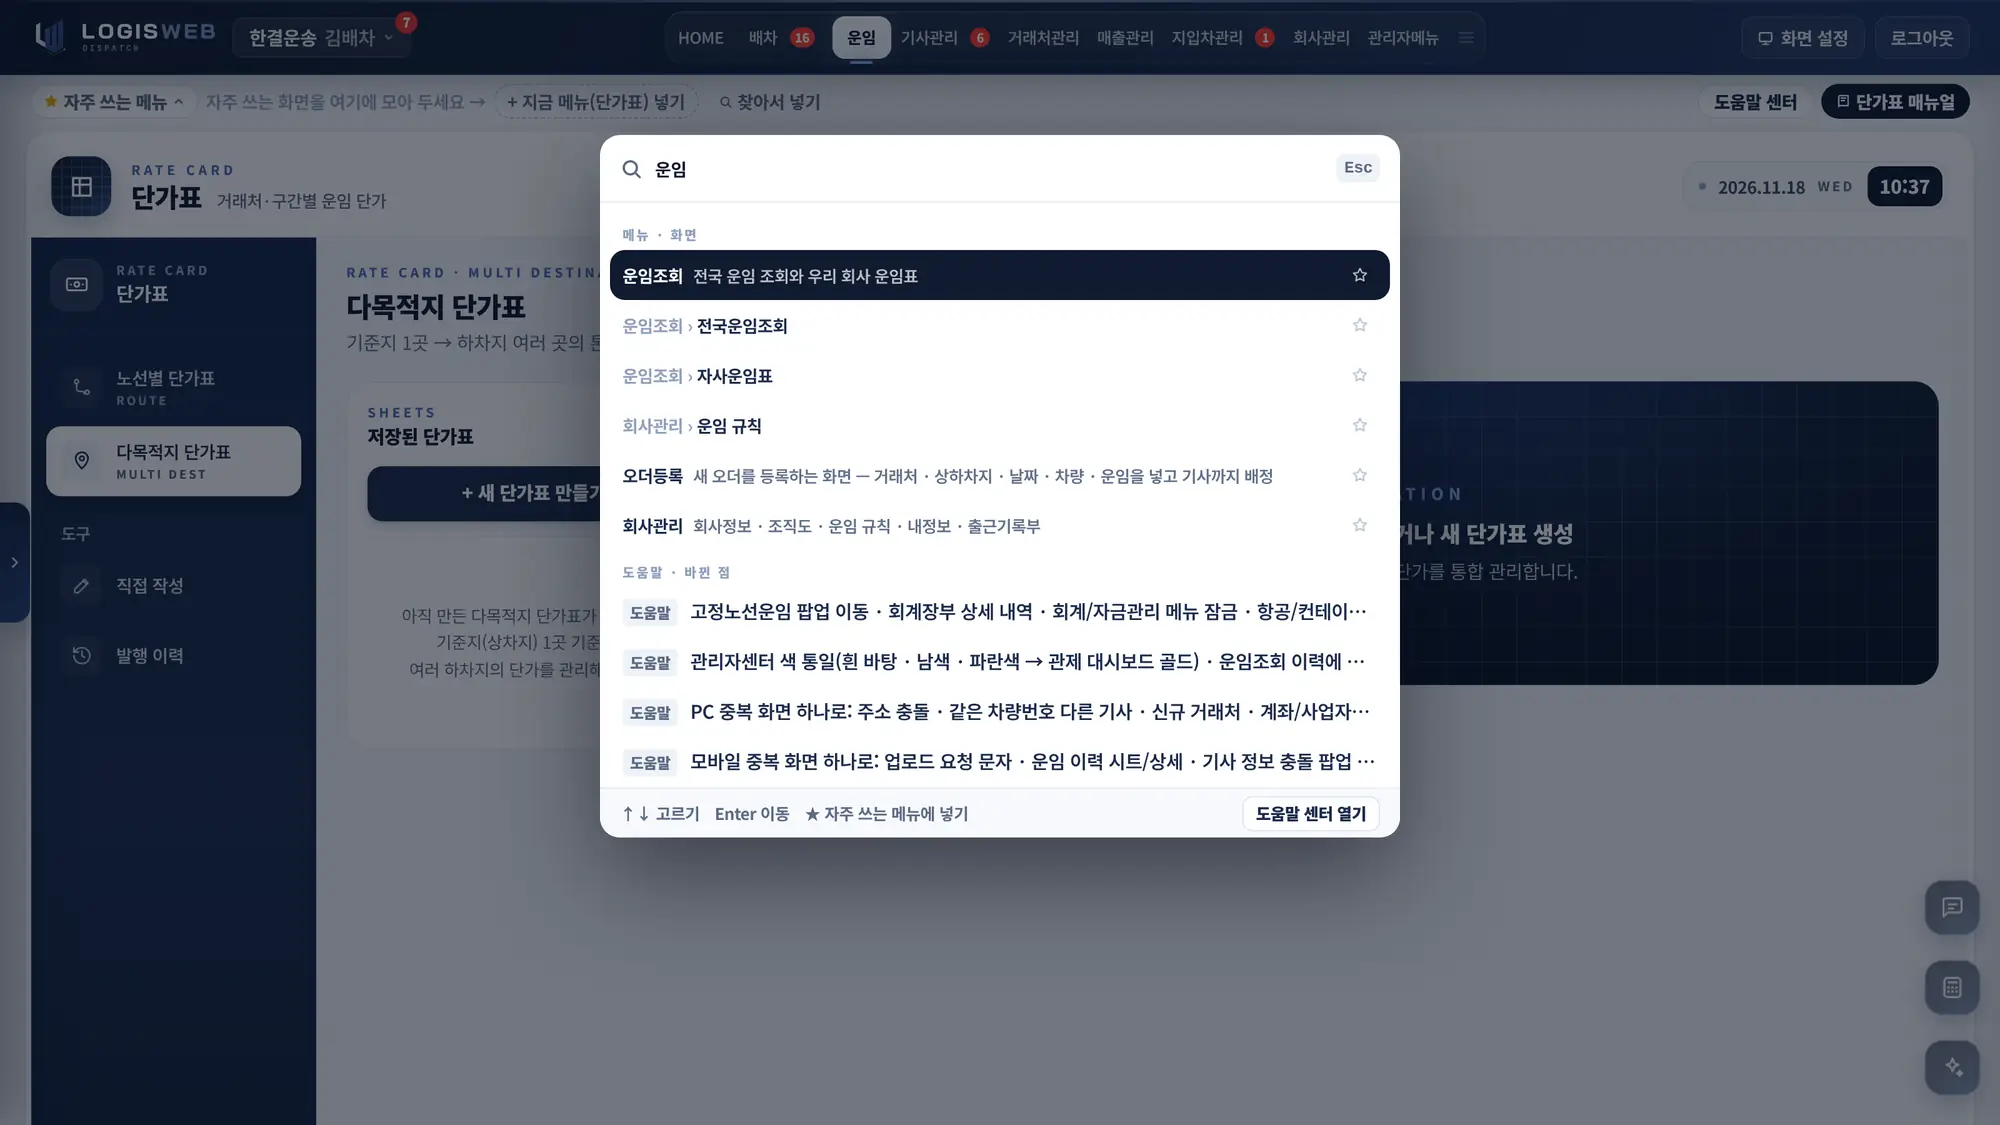 LOGISWEB
DISPATCH
한결운송 김배차
7
HOME
배차 16
운임
기사관리 6
거래처관리
매출관리
지입차관리 1
회사관리
관리자메뉴
화면 설정
로그아웃
자주 쓰는 메뉴
자주 쓰는 화면을 여기에 모아 두세요 →
+ 지금 메뉴(단가표) 넣기
찾아서 넣기
도움말 센터
단가표 매뉴얼
RATE CARD
단가표 거래처·구간별 운임 단가
2026.11.18 WED 10:37
RATE CARD
단가표
노선별 단가표
ROUTE
다목적지 단가표
MULTI DEST
도구
직접 작성
발행 이력
RATE CARD · MULTI DESTINA
다목적지 단가표
기준지 1곳 → 하차지 여러 곳의
SHEETS
저장된 단가표
+ 새 단가표 만들기
아직 만든 다목적지 단가표가
기준지(상차지) 1곳 기준
여러 하차지의 단가를 관리해
운임
Esc
메뉴 · 화면
운임조회 전국 운임 조회와 우리 회사 운임표
운임조회 › 전국운임조회
운임조회 › 자사운임표
회사관리 › 운임 규칙
오더등록 새 오더를 등록하는 화면 — 거래처 · 상하차지 · 날짜 · 차량 · 운임을 넣고 기사까지 배정
회사관리 회사정보 · 조직도 · 운임 규칙 · 내정보 · 출근기록부
도움말 · 바뀐 점
도움말 고정노선운임 팝업 이동 · 회계장부 상세 내역 · 회계/자금관리 메뉴 잠금 · 항공/컨테이…
도움말 관리자센터 색 통일(흰 바탕 · 남색 · 파란색 → 관제 대시보드 골드) · 운임조회 이력에 …
도움말 PC 중복 화면 하나로: 주소 충돌 · 같은 차량번호 다른 기사 · 신규 거래처 · 계좌/사업자…
도움말 모바일 중복 화면 하나로: 업로드 요청 문자 · 운임 이력 시트/상세 · 기사 정보 충돌 팝업 …
↑↓ 고르기 Enter 이동 ★ 자주 쓰는 메뉴에 넣기
도움말 센터 열기
ATION
거나 새 단가표 생성
단가를 통합 관리합니다.